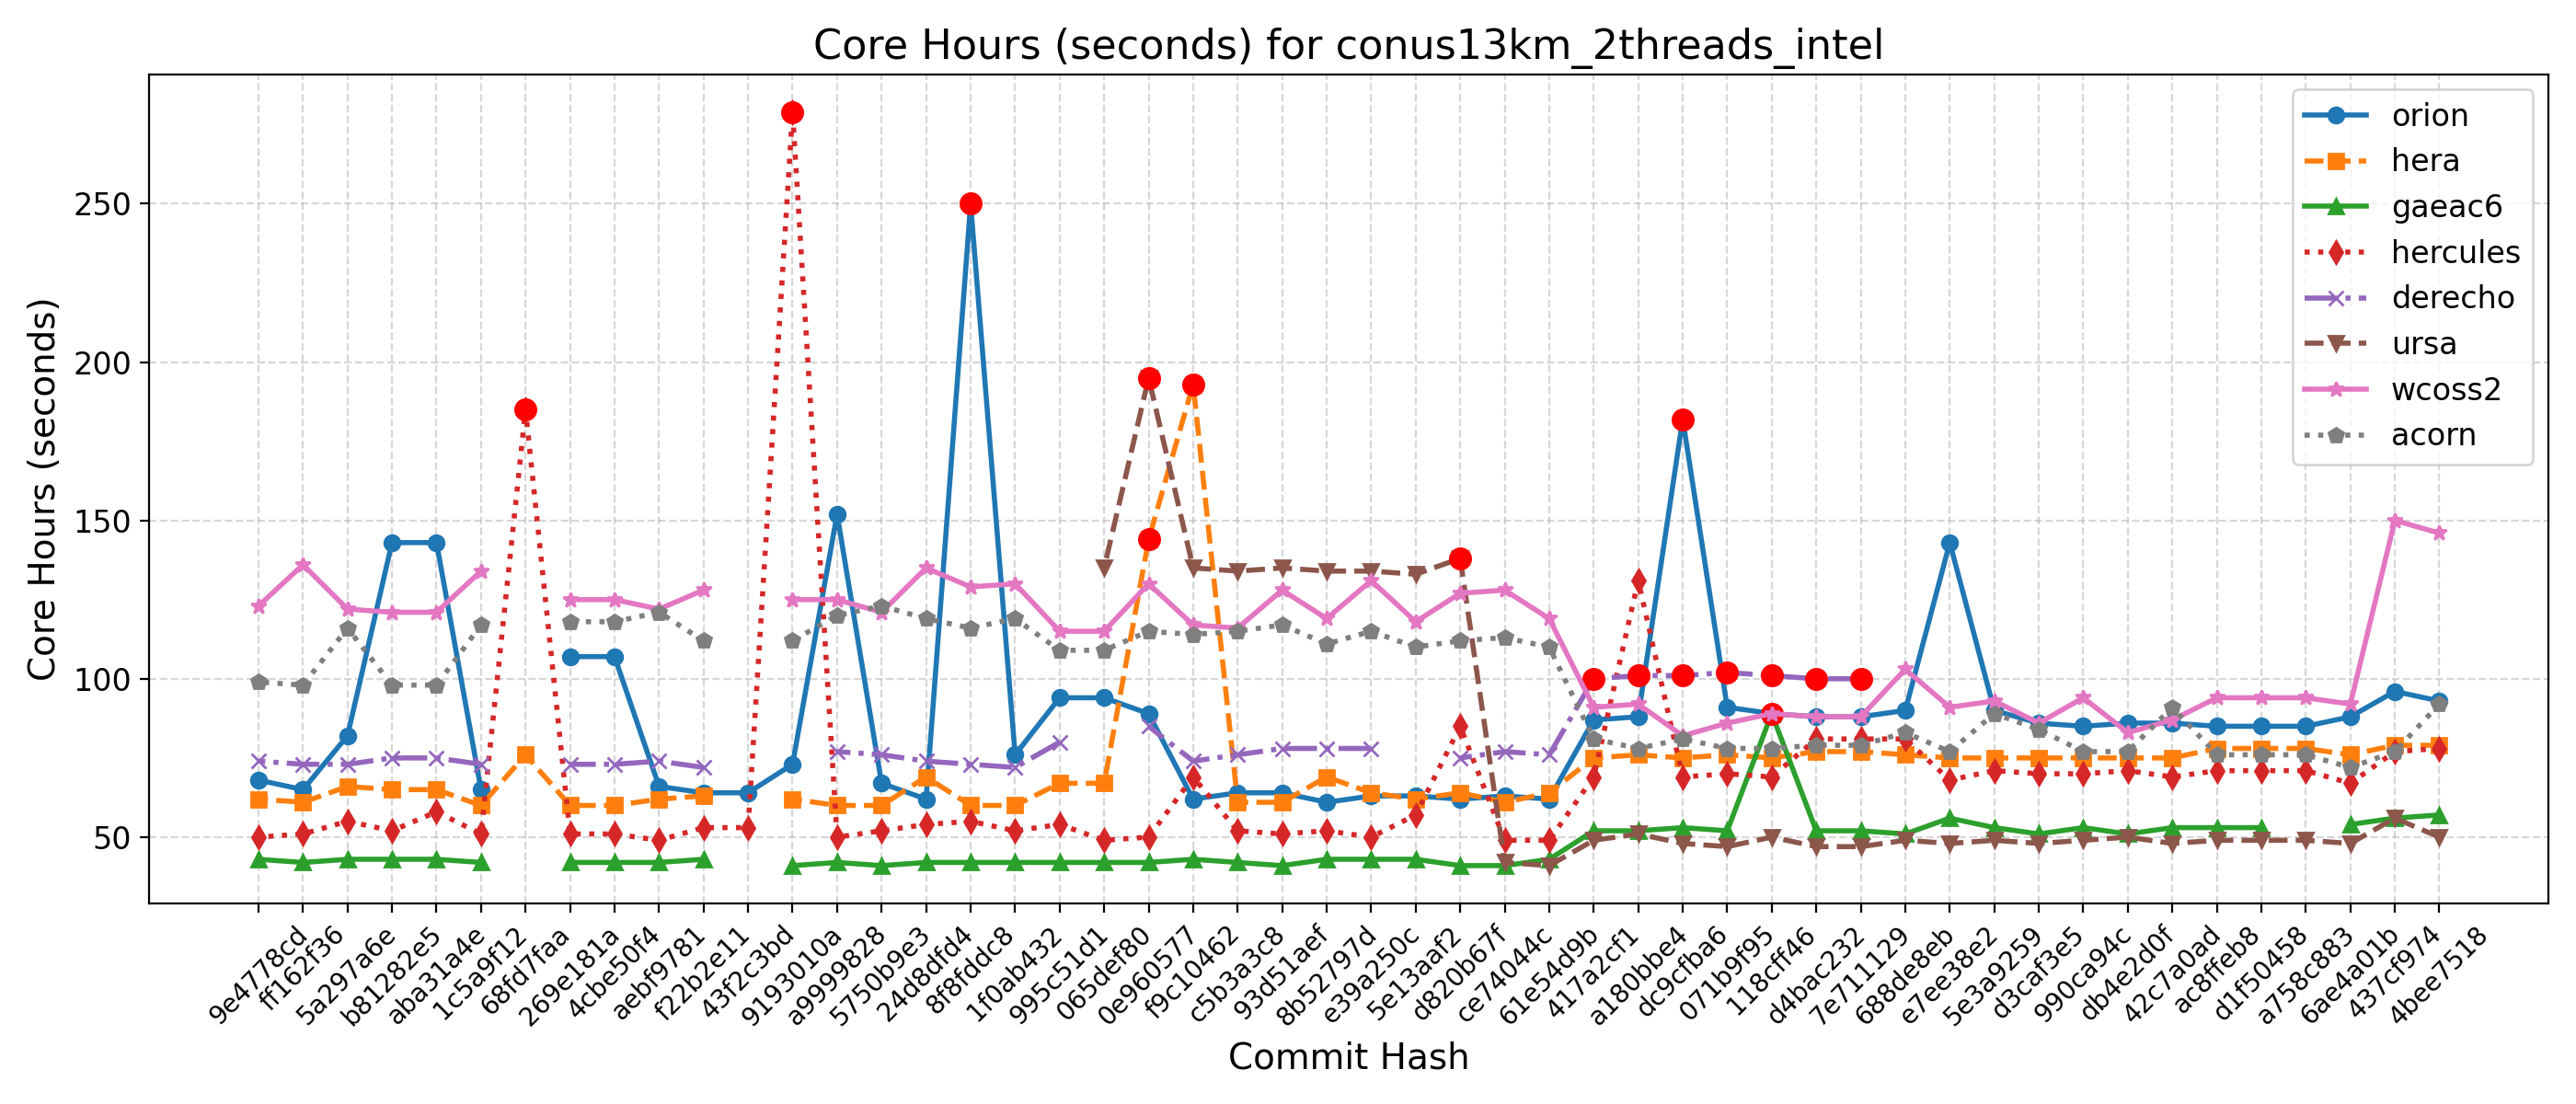 Core Hours (seconds) for conus13km_2threads_intel
Core Hours (seconds)
250
200
150
100
50
orion
hera
gaeac6
hercules
derecho
ursa
wcoss2
acorn
9e4778cd
ff162f36
5a297a6e
b81282e5
aba31a4e
1c5a9f12
68fd7faa
269e181a
4cbe50f4
aebf9781
f22b2e11
43f2c3bd
9193010a
a9999828
5750b9e3
24d8dfd4
8f8fddc8
1f0ab432
995c51d1
065def80
0e960577
f9c10462
c5b3a3c8
93d51aef
8b52797d
e39a250c
5e13aaf2
d820b67f
ce74044c
61e54d9b
417a2cf1
a180bbe4
dc9cfba6
071b9f95
118cff46
d4bac232
7e711129
688de8eb
e7ee38e2
5e3a9259
d3caf3e5
990ca94c
db4e2d0f
42c7a0ad
ac8ffeb8
d1f50458
a758c883
6ae4a01b
437cf974
4bee7518
Commit Hash